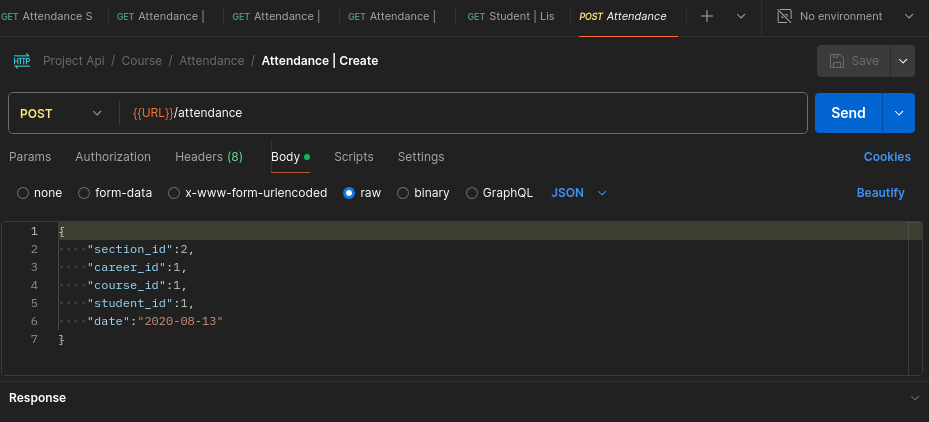 GET Attendance S GET Attendance | GET Attendance | GET Attendance | GET Student | Lis POST Attendance No environment
HTTP Project Api / Course / Attendance / Attendance | Create Save
POST {{URL}}/attendance Send
Params Authorization Headers (8) Body Scripts Settings Cookies
none form-data x-www-form-urlencoded raw binary GraphQL JSON Beautify
1 {
2 ····"section_id":2,
3 ····"career_id":1,
4 ····"course_id":1,
5 ····"student_id":1,
6 ····"date":"2020-08-13"
7 }
Response